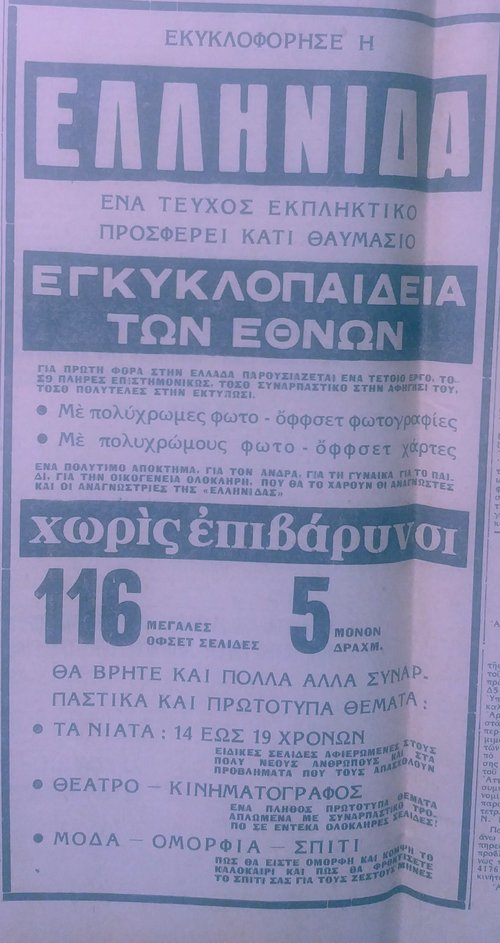 ΕΚΥΚΛΟΦΟΡΗΣΕ Η
ΕΛΛΗΝΙΔΑ
ΕΝΑ ΤΕΥΧΟΣ ΕΚΠΛΗΚΤΙΚΟ
ΠΡΟΣΦΕΡΕΙ ΚΑΤΙ ΘΑΥΜΑΣΙΟ
ΕΓΚΥΚΛΟΠΑΙΔΕΙΑ
ΤΩΝ ΕΘΝΩΝ
ΓΙΑ ΠΡΩΤΗ ΦΟΡΑ ΣΤΗΝ ΕΛΛΑΔΑ ΠΑΡΟΥΣΙΑΖΕΤΑΙ ΕΝΑ ΤΕΤΟΙΟ ΕΡΓΟ, ΤΟ-
ΣΟ ΠΛΗΡΕΣ ΕΠΙΣΤΗΜΟΝΙΚΩΣ, ΤΟΣΟ ΣΥΝΑΡΠΑΣΤΙΚΟ ΣΤΗΝ ΑΦΗΓΗΣΙ ΤΟΥ,
ΤΟΣΟ ΠΟΛΥΤΕΛΕΣ ΣΤΗΝ ΕΚΤΥΠΩΣΙ.
● Μὲ πολύχρωμες φωτο - ὄφφσετ φωτογραφίες
● Μὲ πολυχρώμους φωτο - ὄφφσετ χάρτες
ΕΝΑ ΠΟΛΥΤΙΜΟ ΑΠΟΚΤΗΜΑ, ΓΙΑ ΤΟΝ ΑΝΔΡΑ, ΓΙΑ ΤΗ ΓΥΝΑΙΚΑ ΓΙΑ ΤΟ ΠΑΙ-
ΔΙ, ΓΙΑ ΤΗΝ ΟΙΚΟΓΕΝΕΙΑ ΟΛΟΚΛΗΡΗ, ΠΟΥ ΘΑ ΤΟ ΧΑΡΟΥΝ ΟΙ ΑΝΑΓΝΩΣΤΕΣ
ΚΑΙ ΟΙ ΑΝΑΓΝΩΣΤΡΙΕΣ ΤΗΣ «ΕΛΛΗΝΙΔΑΣ»
χωρὶς ἐπιβάρυνσι
116 ΜΕΓΑΛΕΣ
ΟΦΣΕΤ ΣΕΛΙΔΕΣ
5 ΜΟΝΟΝ
ΔΡΑΧΜ.
ΘΑ ΒΡΗΤΕ ΚΑΙ ΠΟΛΛΑ ΑΛΛΑ ΣΥΝΑΡ-
ΠΑΣΤΙΚΑ ΚΑΙ ΠΡΩΤΟΤΥΠΑ ΘΕΜΑΤΑ :
● ΤΑ ΝΙΑΤΑ : 14 ΕΩΣ 19 ΧΡΟΝΩΝ
ΕΙΔΙΚΕΣ ΣΕΛΙΔΕΣ ΑΦΙΕΡΩΜΕΝΕΣ ΣΤΟΥΣ
ΠΟΛΥ ΝΕΟΥΣ ΑΝΘΡΩΠΟΥΣ ΚΑΙ ΣΤΑ
ΠΡΟΒΛΗΜΑΤΑ ΠΟΥ ΤΟΥΣ ΑΠΑΣΧΟΛΟΥΝ
● ΘΕΑΤΡΟ – ΚΙΝΗΜΑΤΟΓΡΑΦΟΣ
ΕΝΑ ΠΛΗΘΟΣ ΠΡΩΤΟΤΥΠΑ ΘΕΜΑΤΑ
ΑΠΛΩΜΕΝΑ ΜΕ ΣΥΝΑΡΠΑΣΤΙΚΟ ΤΡΟ-
ΠΟ ΣΕ ΕΝΤΕΚΑ ΟΛΟΚΛΗΡΕΣ ΣΕΛΙΔΕΣ!
● ΜΟΔΑ – ΟΜΟΡΦΙΑ – ΣΠΙΤΙ
ΠΩΣ ΘΑ ΕΙΣΤΕ ΟΜΟΡΦΗ ΚΑΙ ΚΟΜΨΗ ΤΟ
ΚΑΛΟΚΑΙΡΙ ΚΑΙ ΠΩΣ ΘΑ ΦΡΟΝΤΙΣΕΤΕ
ΤΟ ΣΠΙΤΙ ΣΑΣ ΓΙΑ ΤΟΥΣ ΖΕΣΤΟΥΣ ΜΗΝΕΣ